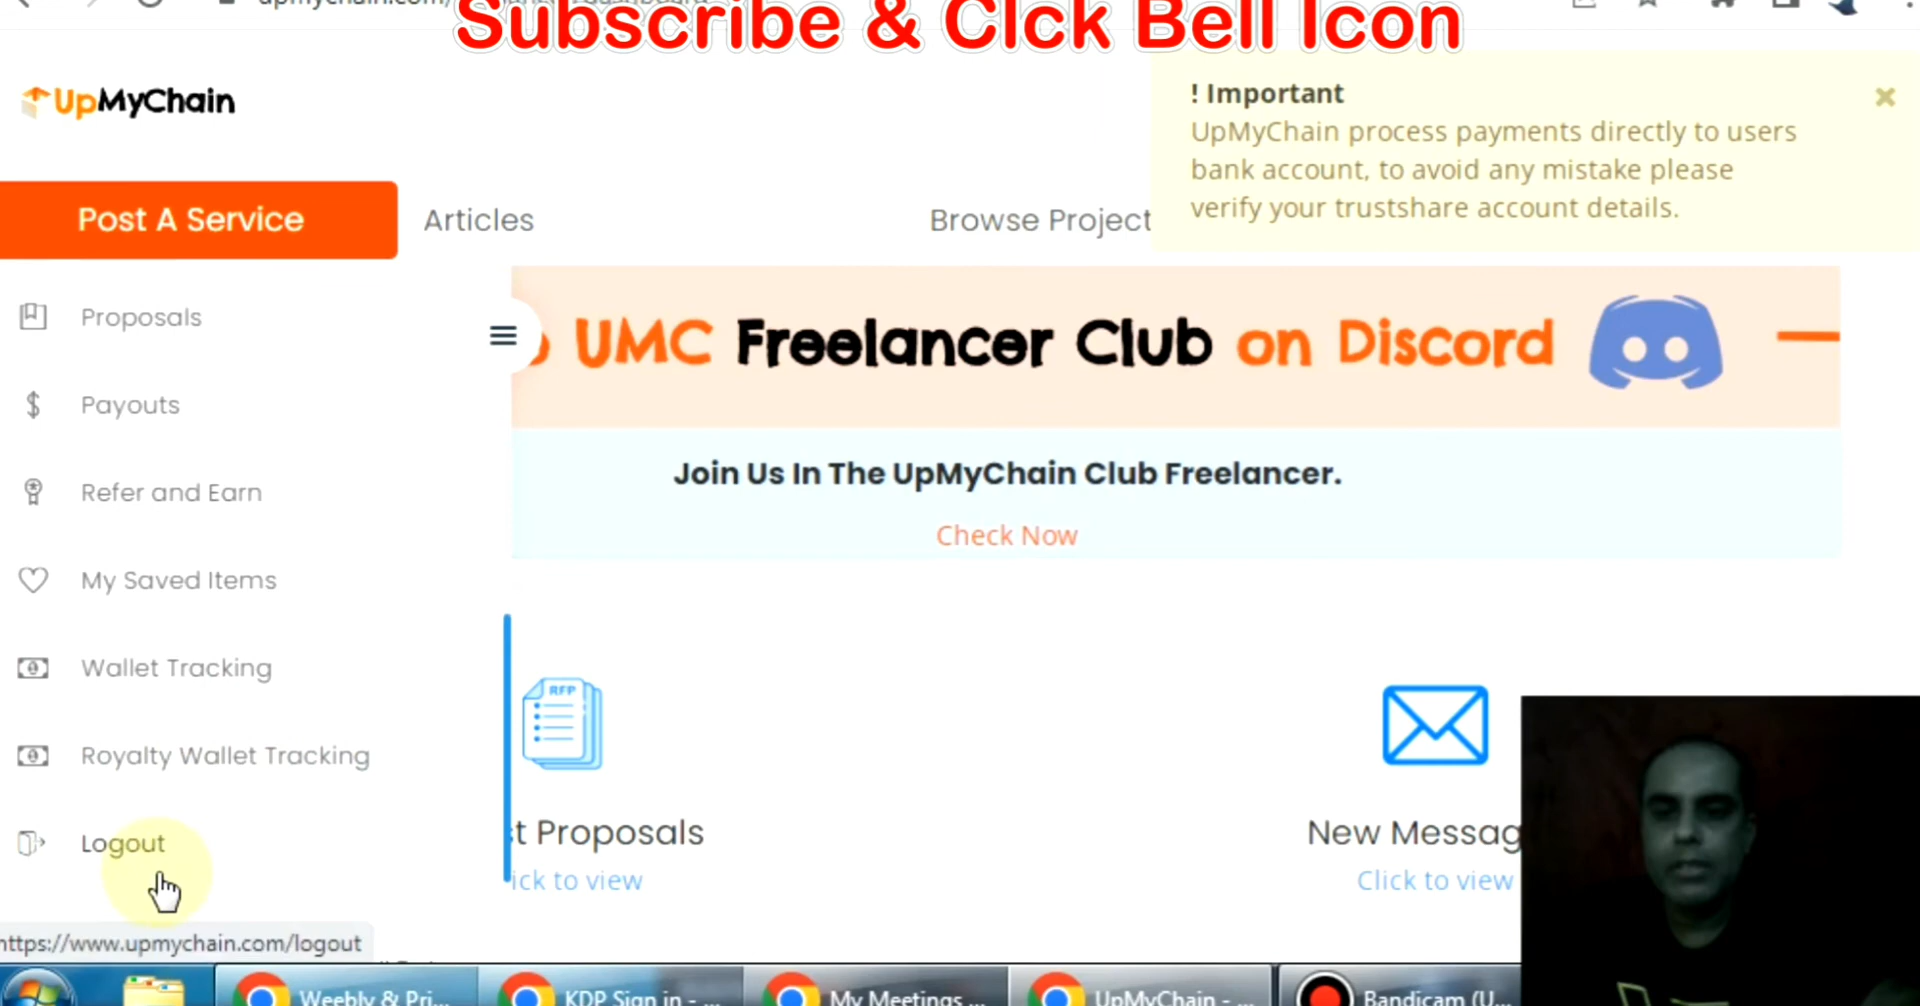 Subscribe & Clck Bell Icon
UpMyChain
! Important
UpMyChain process payments directly to users
bank account, to avoid any mistake please
verify your trustshare account details.
Post A Service
Articles
Browse Project
Proposals
UMC Freelancer Club on Discord
Payouts
Join Us In The UpMyChain Club Freelancer.
Refer and Earn
Check Now
My Saved Items
Wallet Tracking
RFP
Royalty Wallet Tracking
Logout
t Proposals
New Messag
ick to view
Click to view
https://www.upmychain.com/logout
Weebly & Pri...
KDP Sign in - ...
My Meetings ...
UpMyChain - ...
Bandicam (U...